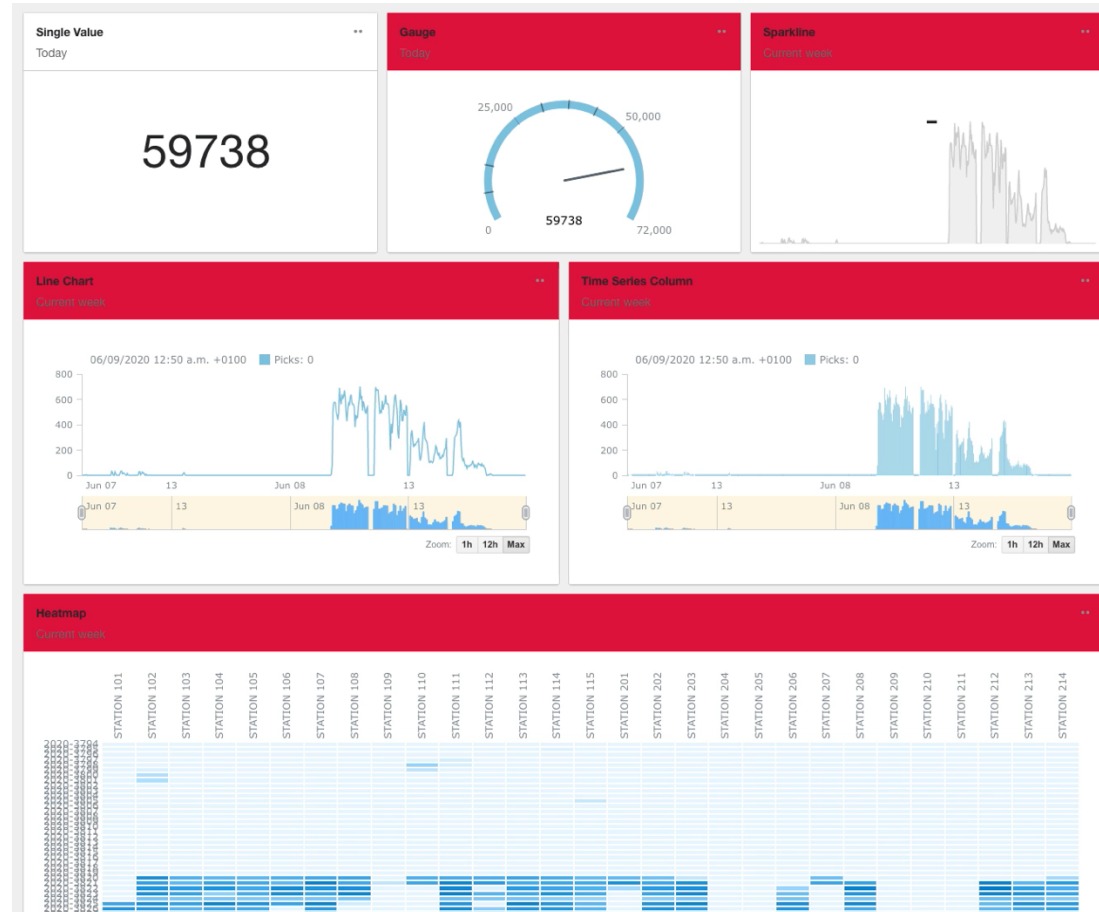 Single Value
Today
59738
Gauge
Today
25,000
50,000
59738
0
72,000
Sparkline
Current week
–
Line Chart
Current week
06/09/2020 12:50 a.m. +0100 Picks: 0
800
600
400
200
0
Jun 07 13 Jun 08 13
Jun 07 13 Jun 08 13
Zoom: 1h 12h Max
Time Series Column
Current week
06/09/2020 12:50 a.m. +0100 Picks: 0
800
600
400
200
0
Jun 07 13 Jun 08 13
Jun 07 13 Jun 08 13
Zoom: 1h 12h Max
Heatmap
Current week
STATION 101
STATION 102
STATION 103
STATION 104
STATION 105
STATION 106
STATION 107
STATION 108
STATION 109
STATION 110
STATION 111
STATION 112
STATION 113
STATION 114
STATION 115
STATION 201
STATION 202
STATION 203
STATION 204
STATION 205
STATION 206
STATION 207
STATION 208
STATION 209
STATION 210
STATION 211
STATION 212
STATION 213
STATION 214